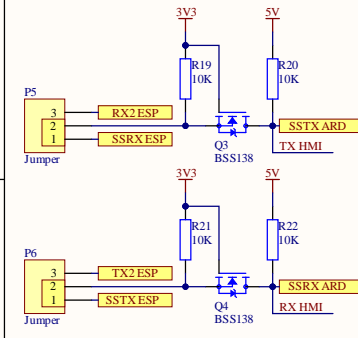 3V3 5V
R19 R20
10K 10K
P5
3 RX2 ESP
2 SSTX ARD
1 SSRX ESP
Jumper Q3 TX HMI
BSS138
3V3 5V
R21 R22
10K 10K
P6
3 TX2 ESP
2 SSRX ARD
1 SSTX ESP
Jumper Q4 RX HMI
BSS138